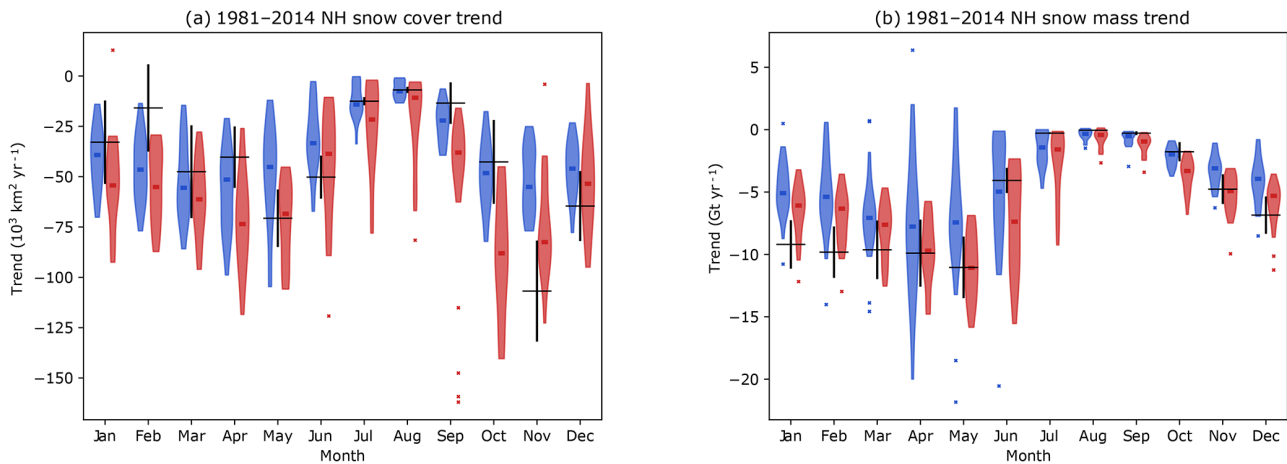 (a) 1981–2014 NH snow cover trend
Trend (10³ km² yr⁻¹)
0
−25
−50
−75
−100
−125
−150
Jan Feb Mar Apr May Jun Jul Aug Sep Oct Nov Dec
Month
(b) 1981–2014 NH snow mass trend
Trend (Gt yr⁻¹)
5
0
−5
−10
−15
−20
Jan Feb Mar Apr May Jun Jul Aug Sep Oct Nov Dec
Month